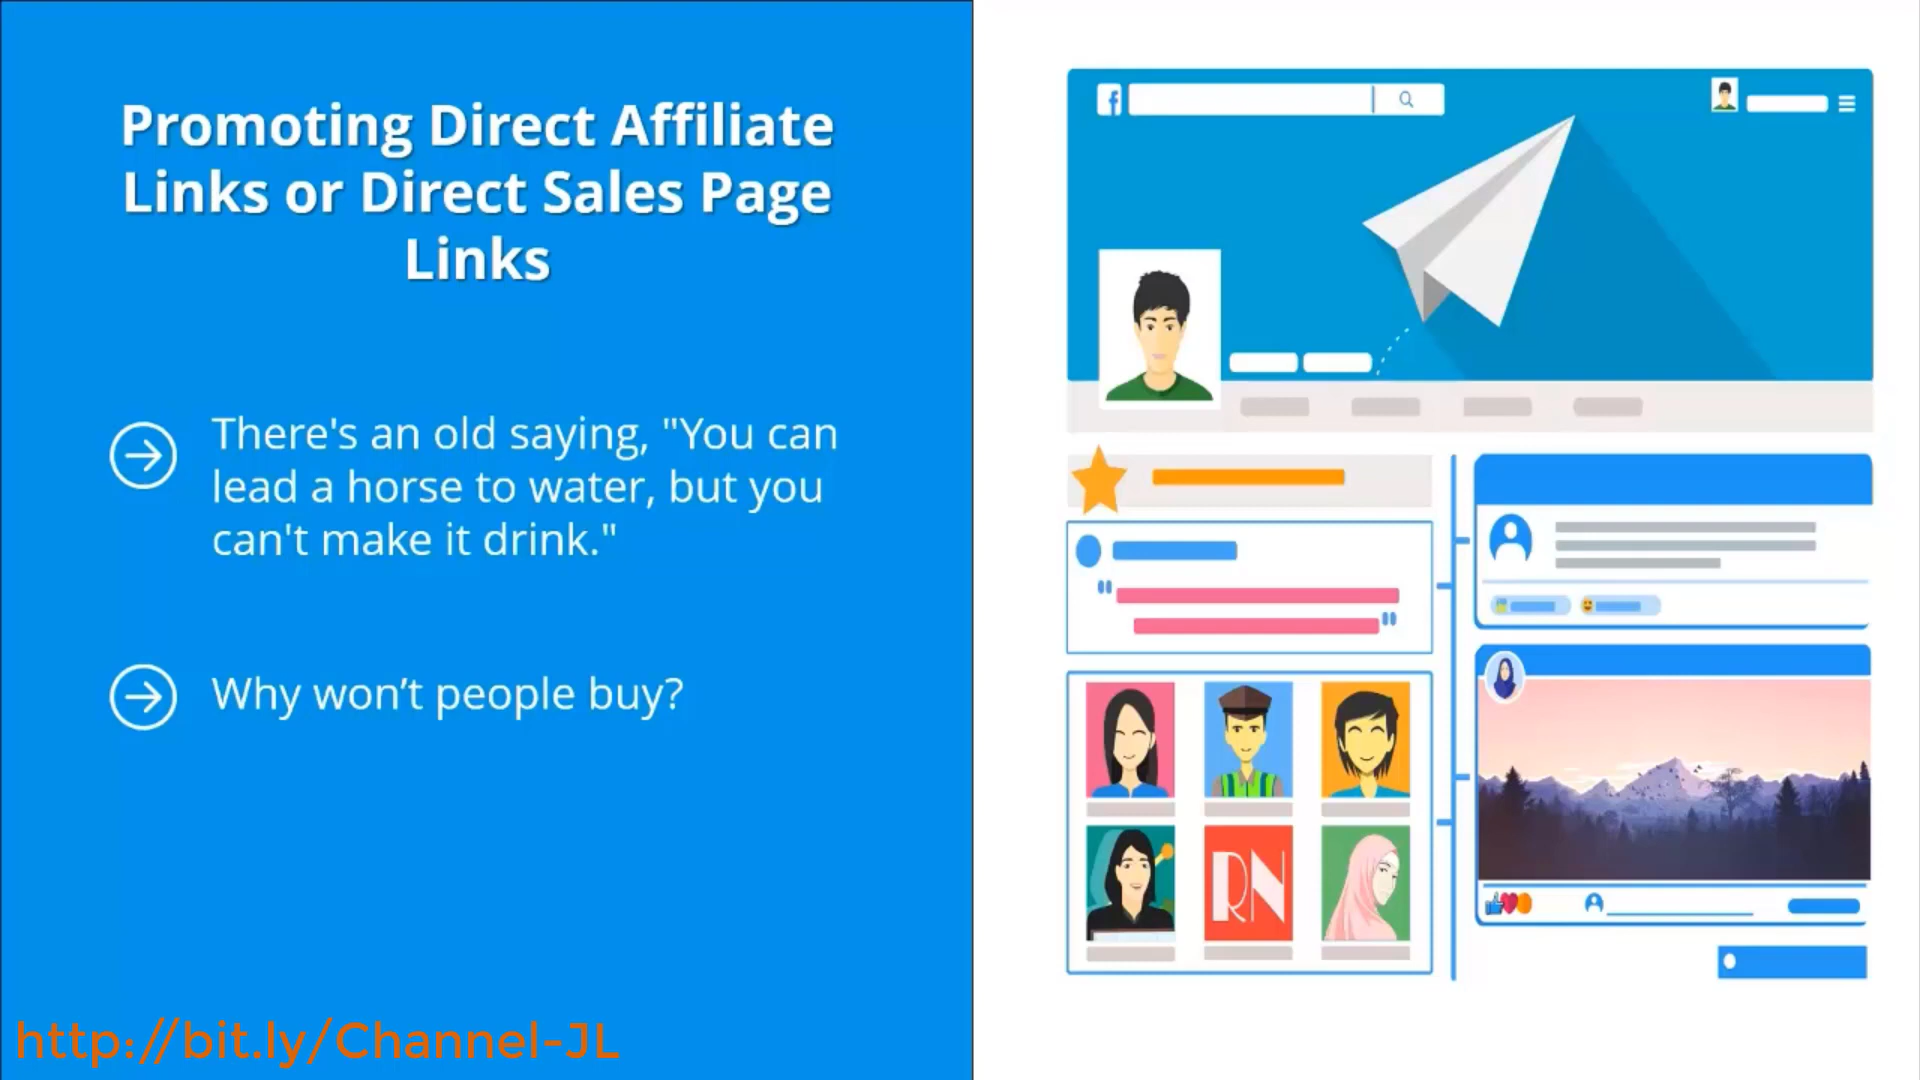 Promoting Direct Affiliate
Links or Direct Sales Page
Links
There's an old saying, "You can
lead a horse to water, but you
can't make it drink."
Why won’t people buy?
http://bit.ly/Channel-JL
f
"
"
RN